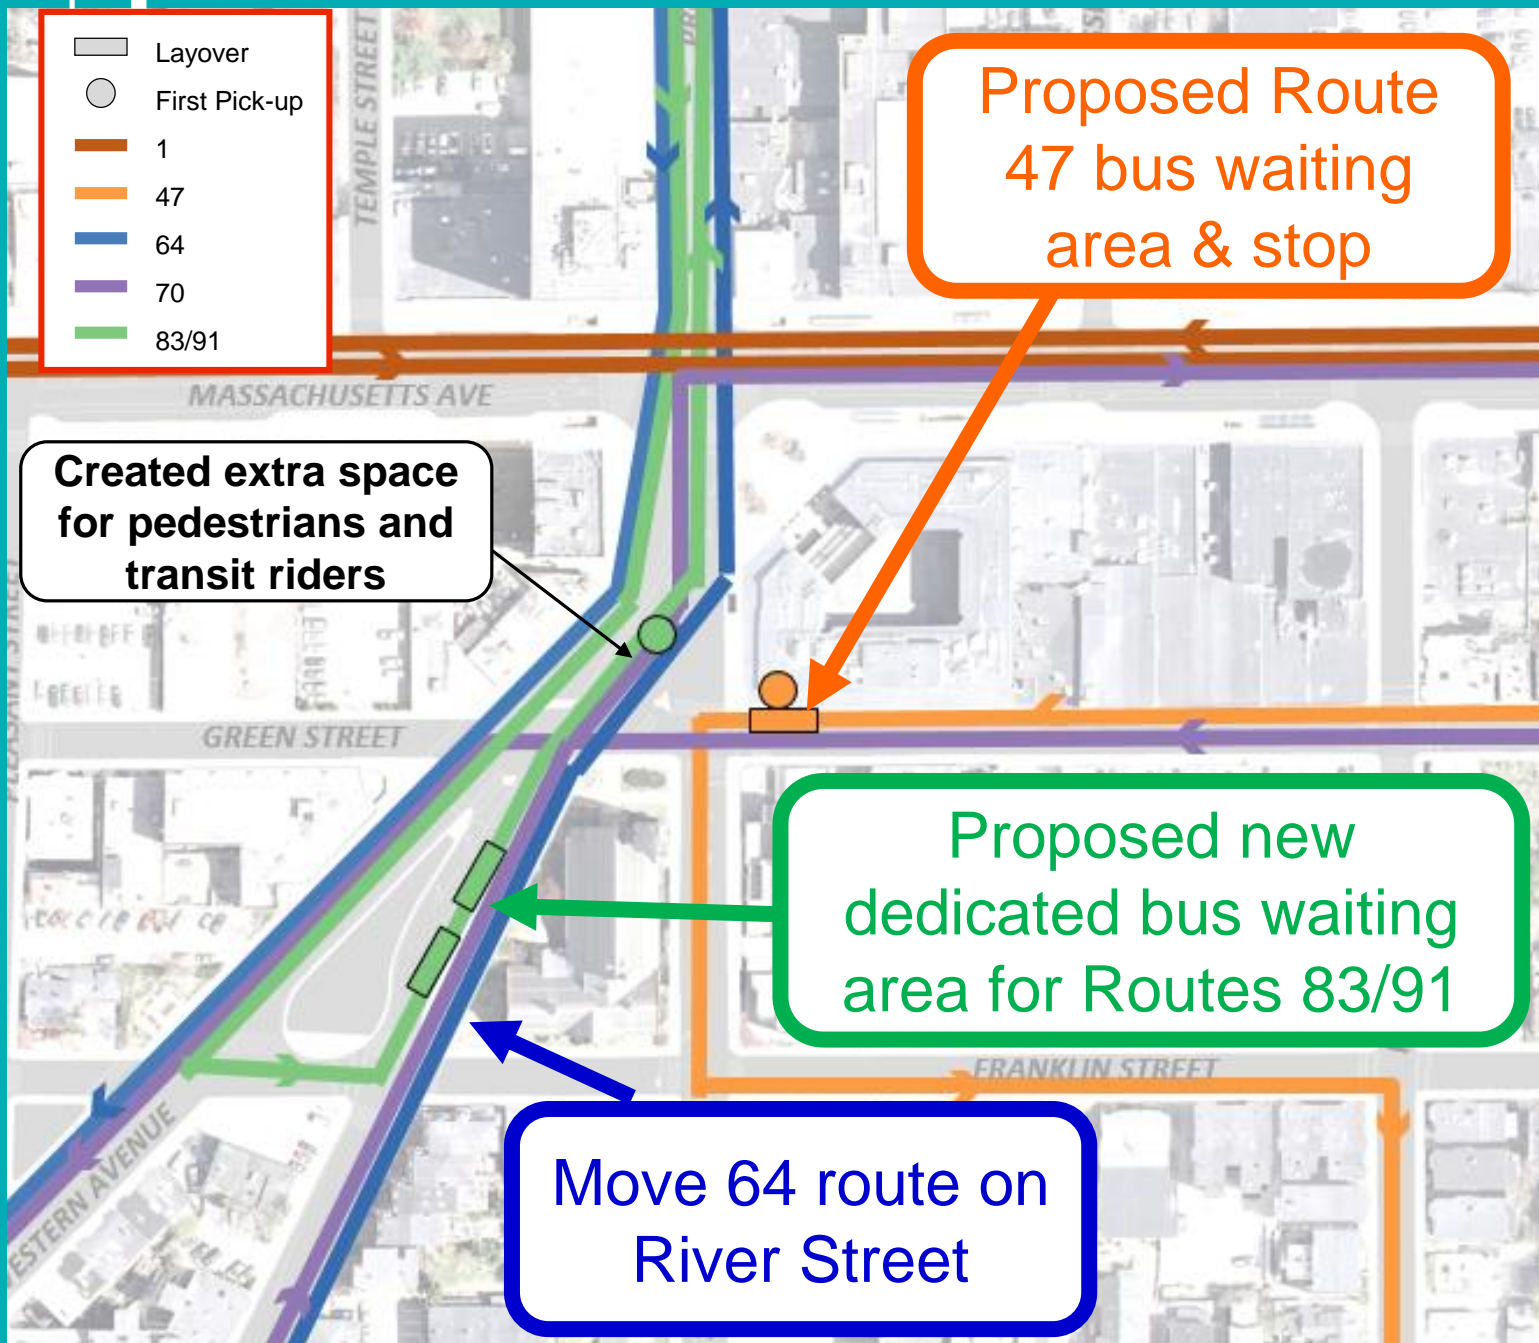 Layover
First Pick-up
1
47
64
70
83/91
TEMPLE STREET
Proposed Route
47 bus waiting
area & stop
MASSACHUSETTS AVE
Created extra space
for pedestrians and
transit riders
GREEN STREET
Proposed new
dedicated bus waiting
area for Routes 83/91
FRANKLIN STREET
WESTERN AVENUE
Move 64 route on
River Street